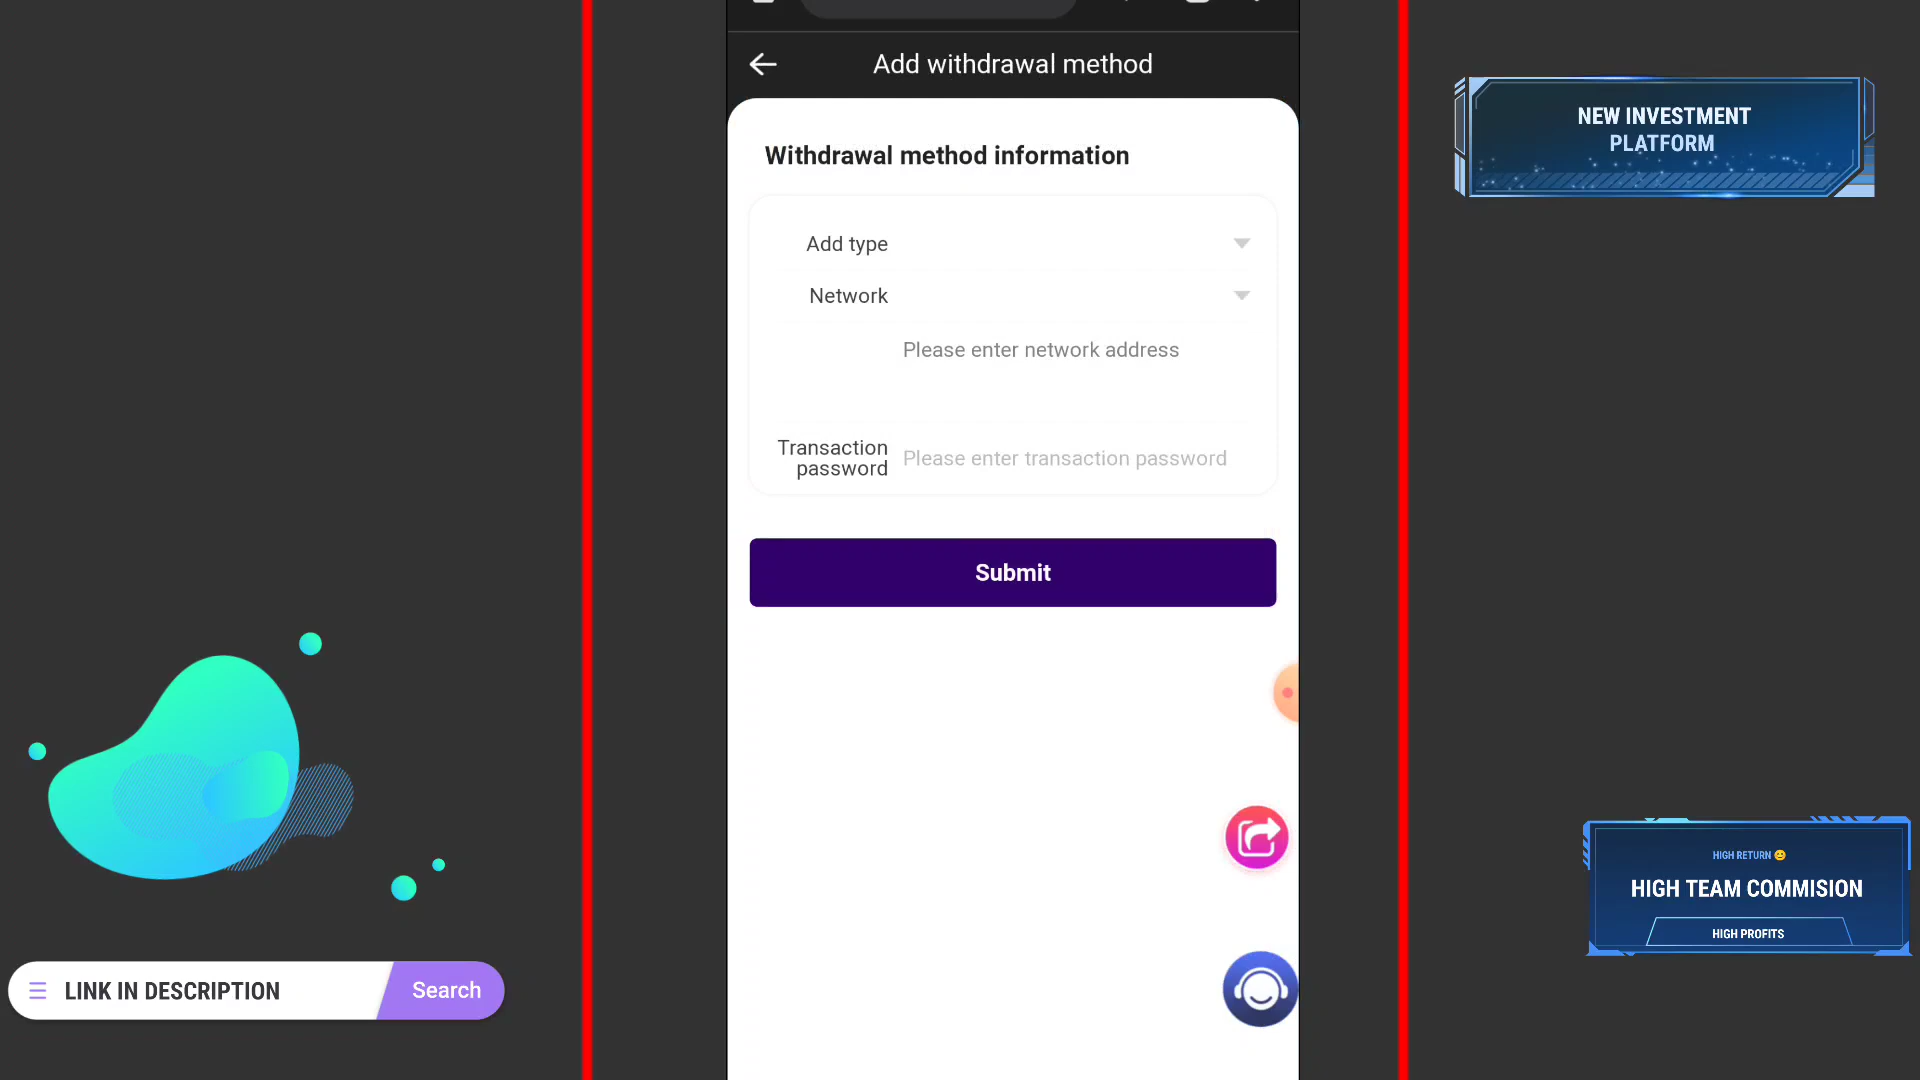 Add withdrawal method
Withdrawal method information
Add type
Network
Please enter network address
Transaction
password
Please enter transaction password
Submit
NEW INVESTMENT
PLATFORM
HIGH RETURN 😊
HIGH TEAM COMMISION
HIGH PROFITS
LINK IN DESCRIPTION
Search